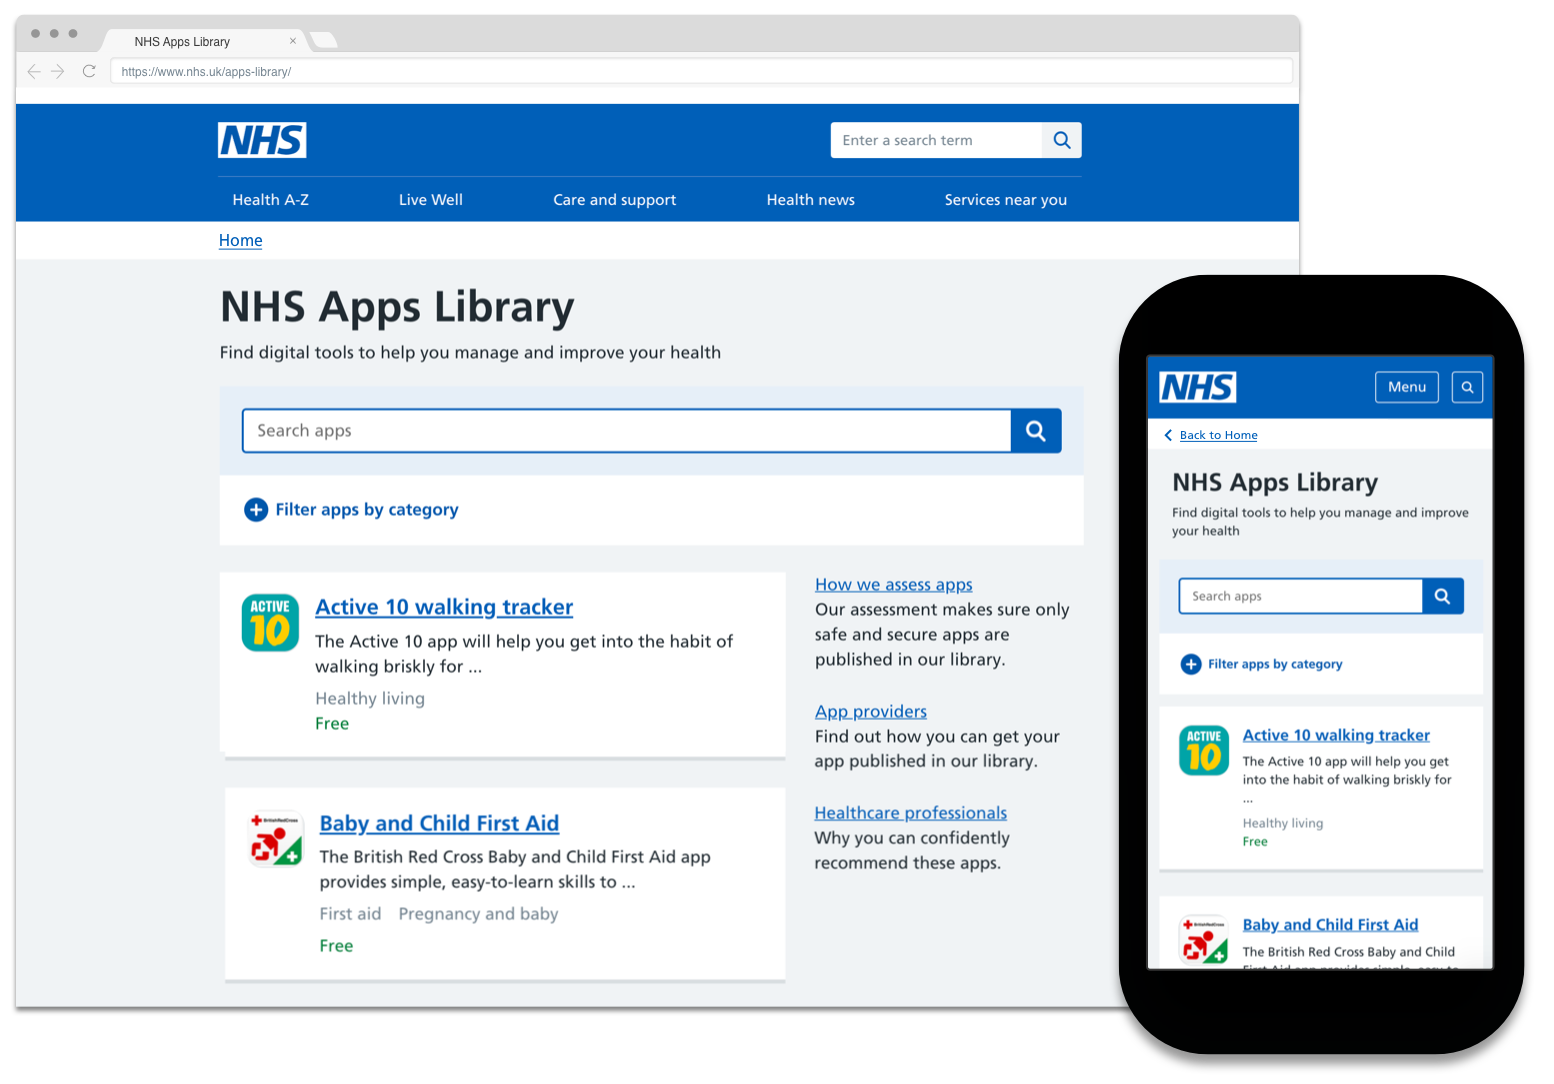 NHS Apps Library
https://www.nhs.uk/apps-library/
NHS
Enter a search term
Health A-Z
Live Well
Care and support
Health news
Services near you
Home
NHS Apps Library
Find digital tools to help you manage and improve your health
Search apps
Filter apps by category
ACTIVE
10
Active 10 walking tracker
The Active 10 app will help you get into the habit of
walking briskly for ...
Healthy living
Free
BritishRedCross
Baby and Child First Aid
The British Red Cross Baby and Child First Aid app
provides simple, easy-to-learn skills to ...
First aid Pregnancy and baby
Free
How we assess apps
Our assessment makes sure only
safe and secure apps are
published in our library.
App providers
Find out how you can get your
app published in our library.
Healthcare professionals
Why you can confidently
recommend these apps.
NHS
Menu
Back to Home
NHS Apps Library
Find digital tools to help you manage and improve
your health
Search apps
Filter apps by category
ACTIVE
10
Active 10 walking tracker
The Active 10 app will help you get
into the habit of walking briskly for
...
Healthy living
Free
BritishRedCross
Baby and Child First Aid
The British Red Cross Baby and Child
First Aid app provides simple, easy-to